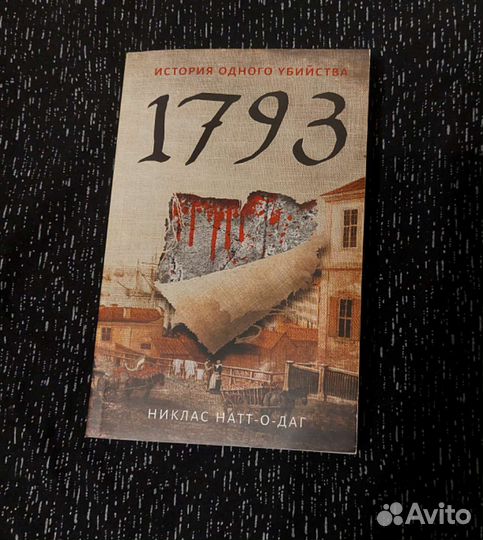 ИСТОРИЯ ОДНОГО УБИЙСТВА
1793
НИКЛАС НАТТ-О-ДАГ
Avito